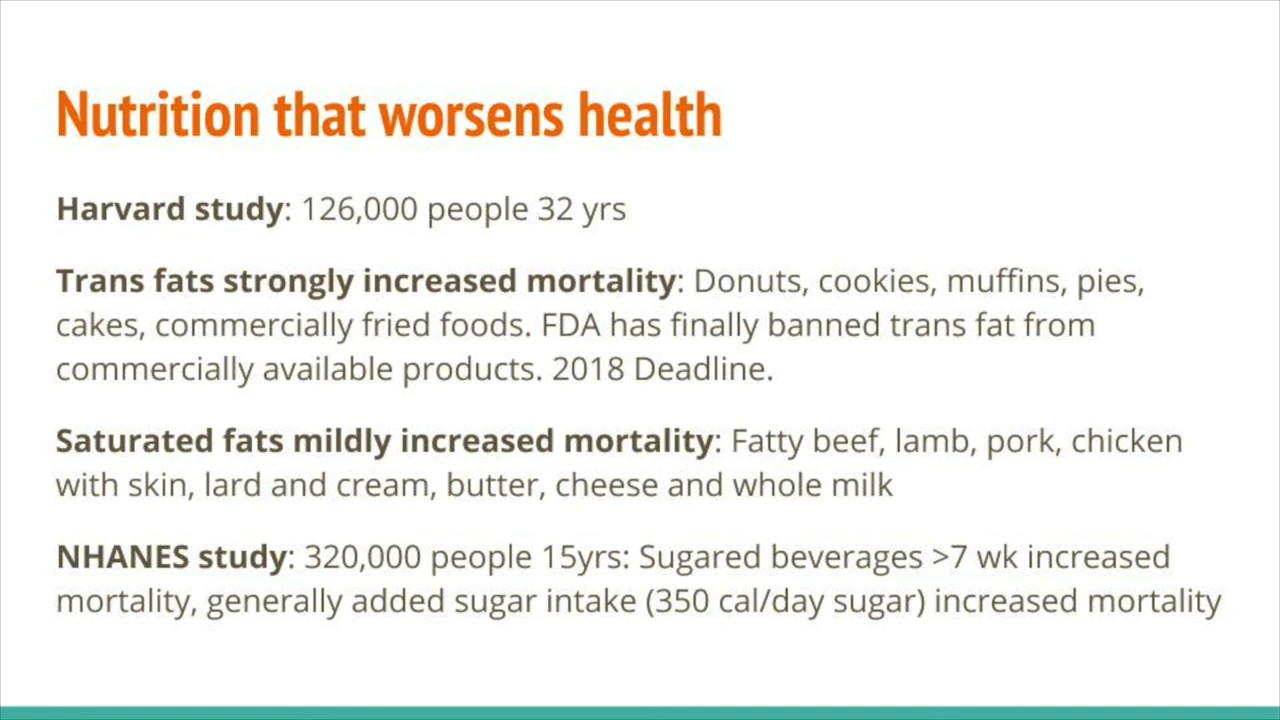 Nutrition that worsens health
Harvard study: 126,000 people 32 yrs
Trans fats strongly increased mortality: Donuts, cookies, muffins, pies,
cakes, commercially fried foods. FDA has finally banned trans fat from
commercially available products. 2018 Deadline.
Saturated fats mildly increased mortality: Fatty beef, lamb, pork, chicken
with skin, lard and cream, butter, cheese and whole milk
NHANES study: 320,000 people 15yrs: Sugared beverages >7 wk increased
mortality, generally added sugar intake (350 cal/day sugar) increased mortality